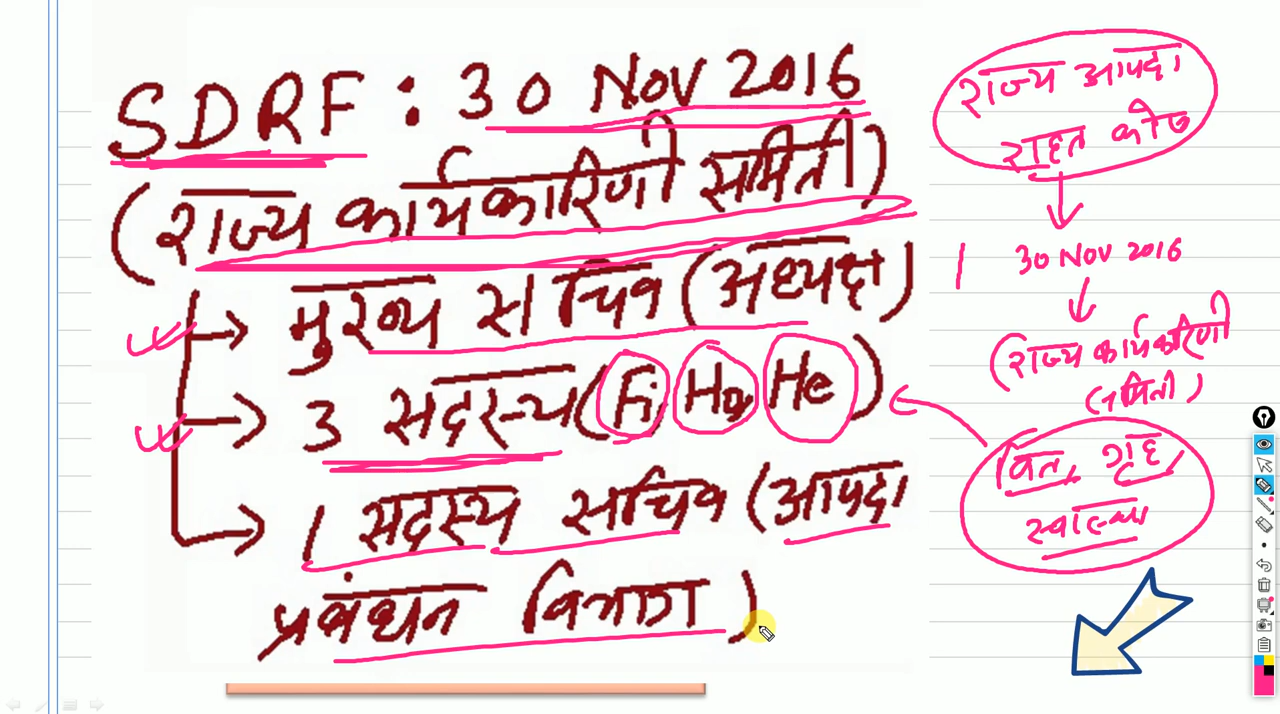 SDRF : 30 Nov 2016
(राज्य कार्यकारिणी समिती)
मुख्य सचिव (अध्यक्ष)
3 सदस्य (Fi Ho He)
1 सदस्य सचिव (आपदा
प्रबंधन विभाग)
राज्य आपदा
राहत कोष
30 Nov 2016
(राज्य कार्यकारिणी
समिती)
वित्त, गृह,
स्वास्थ्य